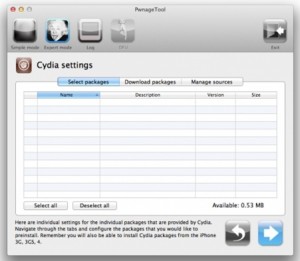 PwnageTool
Simple mode Expert mode Log
Exit
Cydia settings
Select packages Download packages Manage sources
Name Description Version Size
Select all Deselect all Available: 0.53 MB
Here are individual settings for the individual packages that are provided by Cydia.
Navigate through the tabs and configure the packages that you would like to
preinstall. Remember you will also be able to install Cydia packages from the iPhone
3G, 3GS, 4.